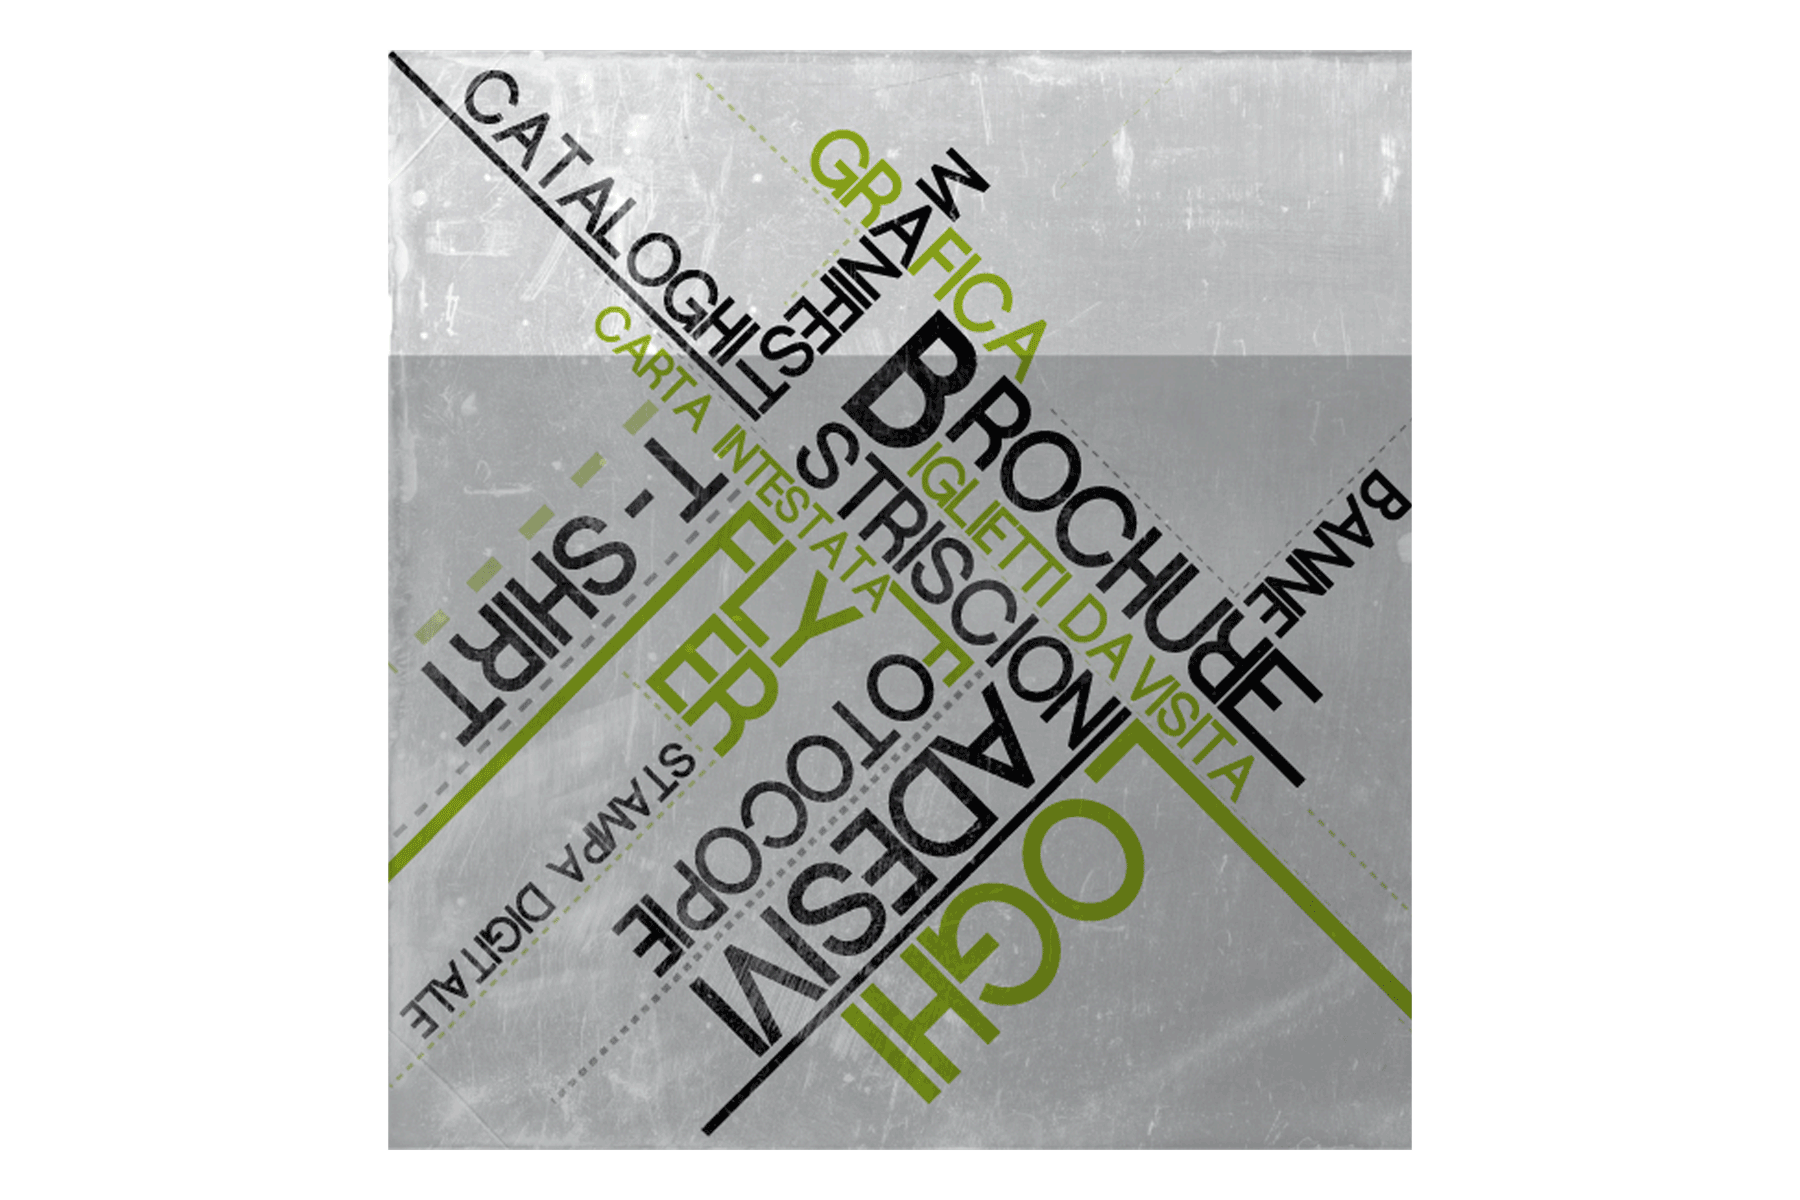 CATALOGHI
GRAFICA
MANIFESTI
CARTA INTESTATA
BROCHURE
BIGLIETTI DA VISITA
STRISCIONI
BANNER
T-SHIRT
FLYER
FOTOCOPIE
ADESIVI
STAMPA DIGITALE
LOGHI